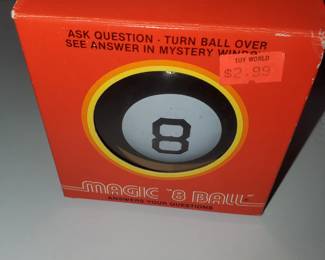 ASK QUESTION - TURN BALL OVER
SEE ANSWER IN MYSTERY WINDOW
TOY WORLD
$2.99
8
MAGIC "8 BALL"
ANSWERS YOUR QUESTIONS